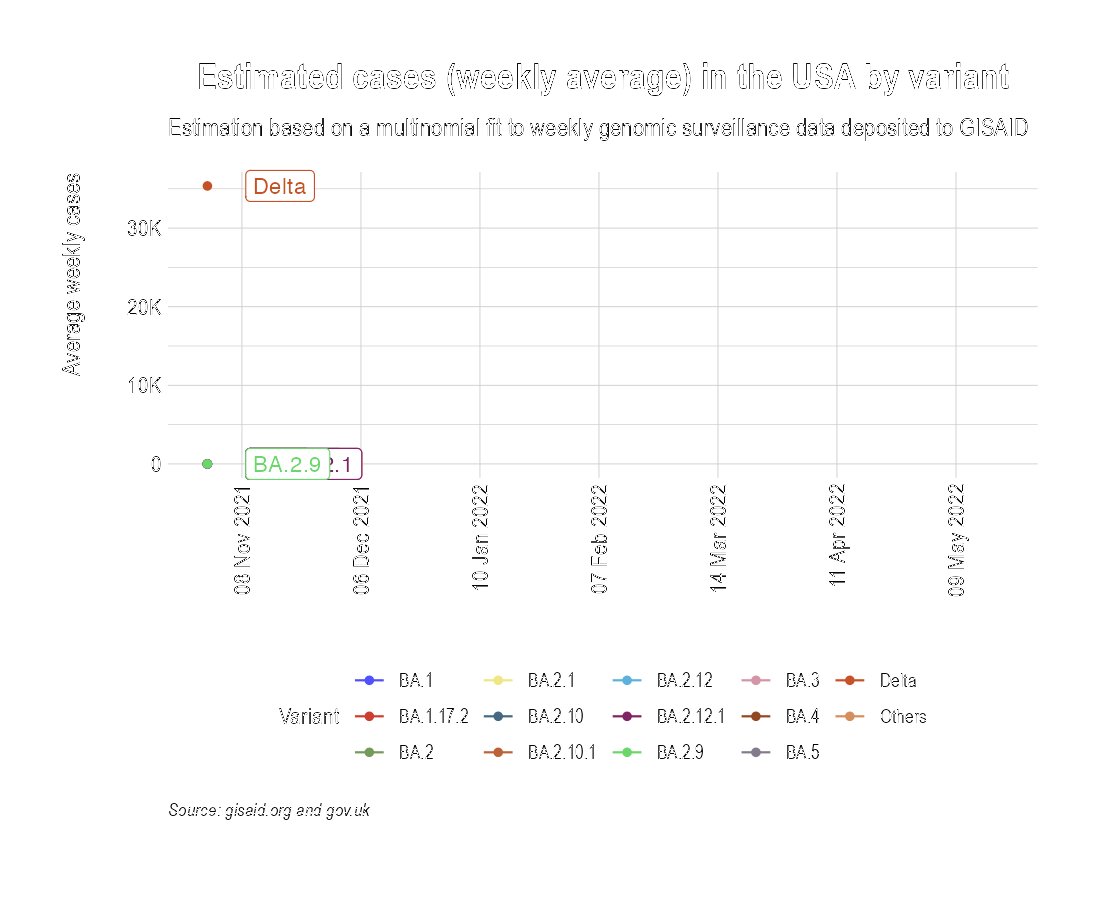 Estimated cases (weekly average) in the USA by variant
Estimation based on a multinomial fit to weekly genomic surveillance data deposited to GISAID
Average weekly cases
Delta
30K
20K
10K
0
BA.2.9
2.1
08 Nov 2021
06 Dec 2021
10 Jan 2022
07 Feb 2022
14 Mar 2022
11 Apr 2022
09 May 2022
Variant
BA.1
BA.2.1
BA.2.12
BA.3
Delta
BA.1.17.2
BA.2.10
BA.2.12.1
BA.4
Others
BA.2
BA.2.10.1
BA.2.9
BA.5
Source: gisaid.org and gov.uk